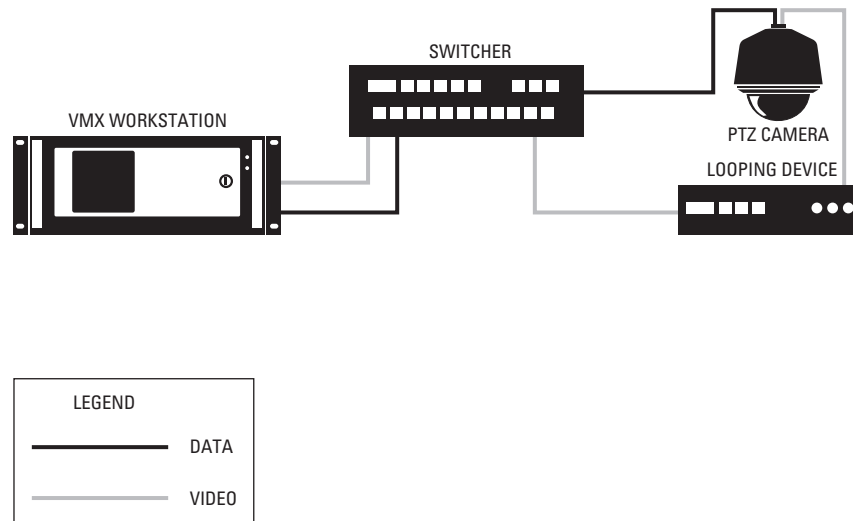 SWITCHER
VMX WORKSTATION
PTZ CAMERA
LOOPING DEVICE
LEGEND
DATA
VIDEO